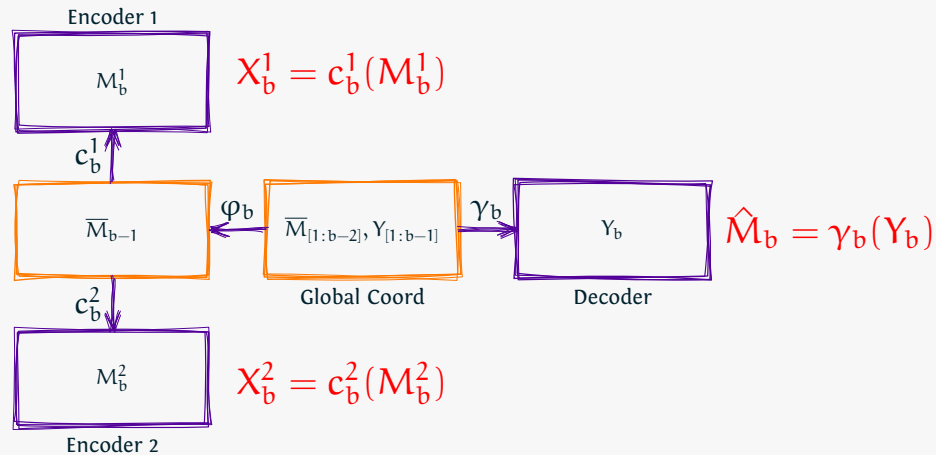 Encoder 1
M_b^1
X_b^1 = c_b^1(M_b^1)
c_b^1
M̅_{b−1}
φ_b
M̅_{[1:b−2]}, Y_{[1:b−1]}
γ_b
Y_b
M̂_b = γ_b(Y_b)
Global Coord
Decoder
c_b^2
M_b^2
X_b^2 = c_b^2(M_b^2)
Encoder 2